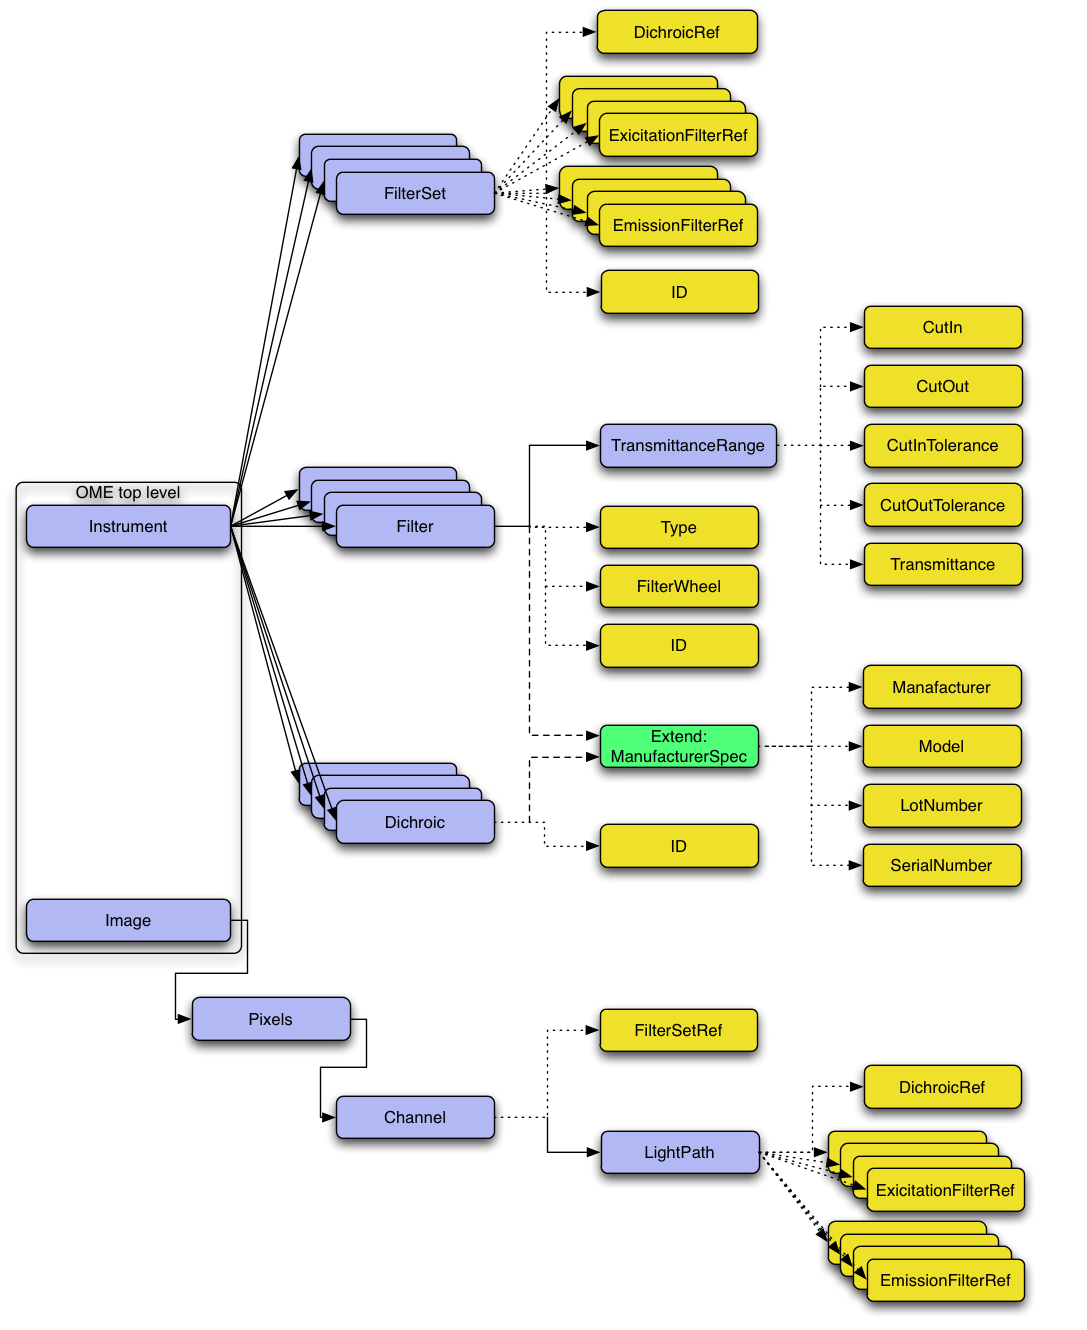 DichroicRef
ExicitationFilterRef
FilterSet
EmissionFilterRef
ID
CutIn
CutOut
TransmittanceRange
CutInTolerance
OME top level
CutOutTolerance
Instrument
Filter
Type
Transmittance
FilterWheel
ID
Manafacturer
Extend:
ManufacturerSpec
Model
LotNumber
Dichroic
ID
SerialNumber
Image
Pixels
FilterSetRef
DichroicRef
Channel
LightPath
ExicitationFilterRef
EmissionFilterRef